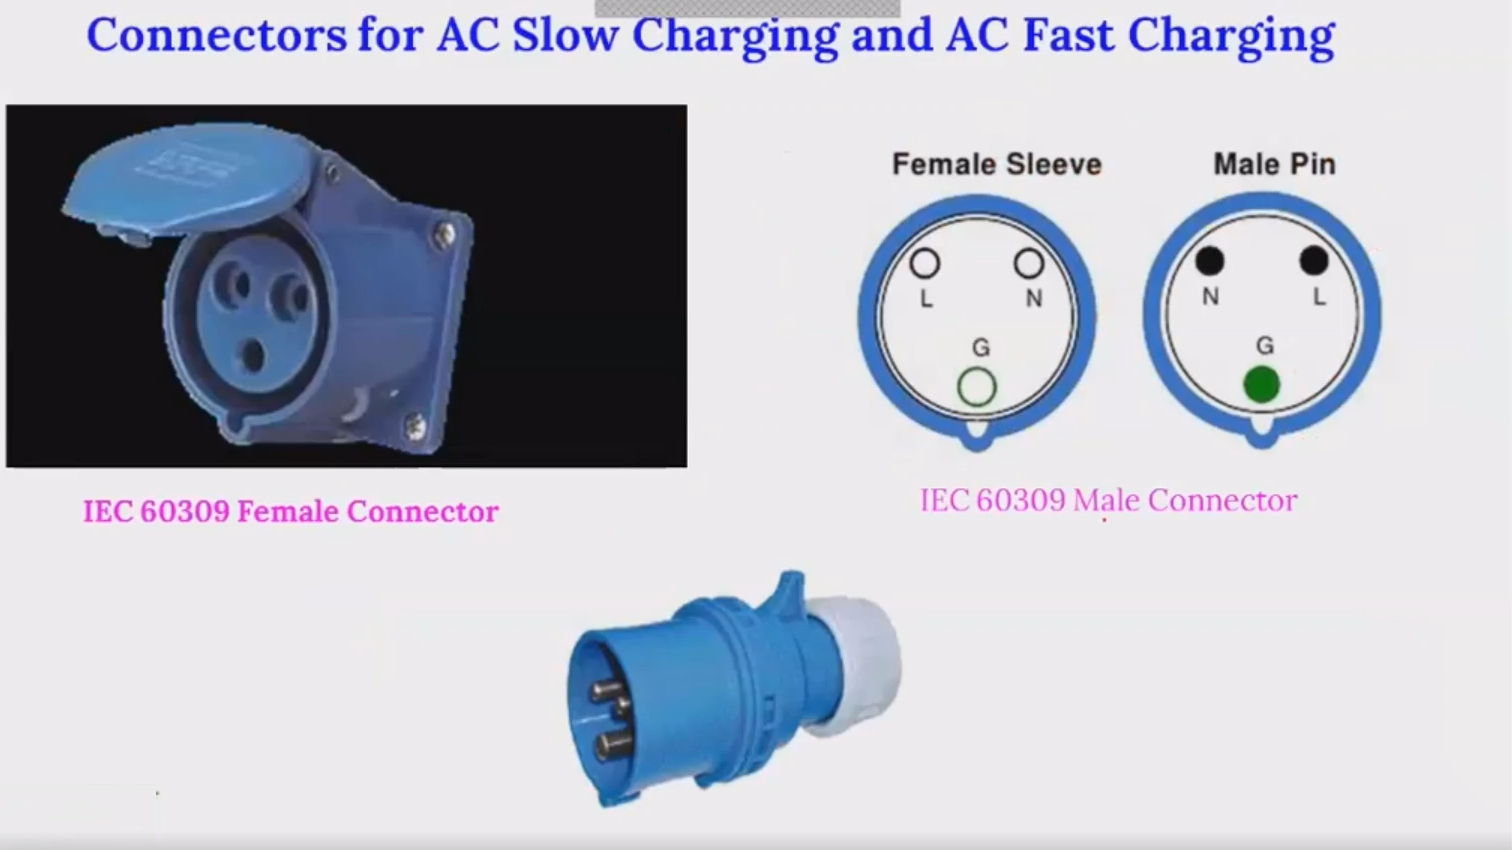 Connectors for AC Slow Charging and AC Fast Charging
Female Sleeve
Male Pin
L
N
G
N
L
G
IEC 60309 Female Connector
IEC 60309 Male Connector